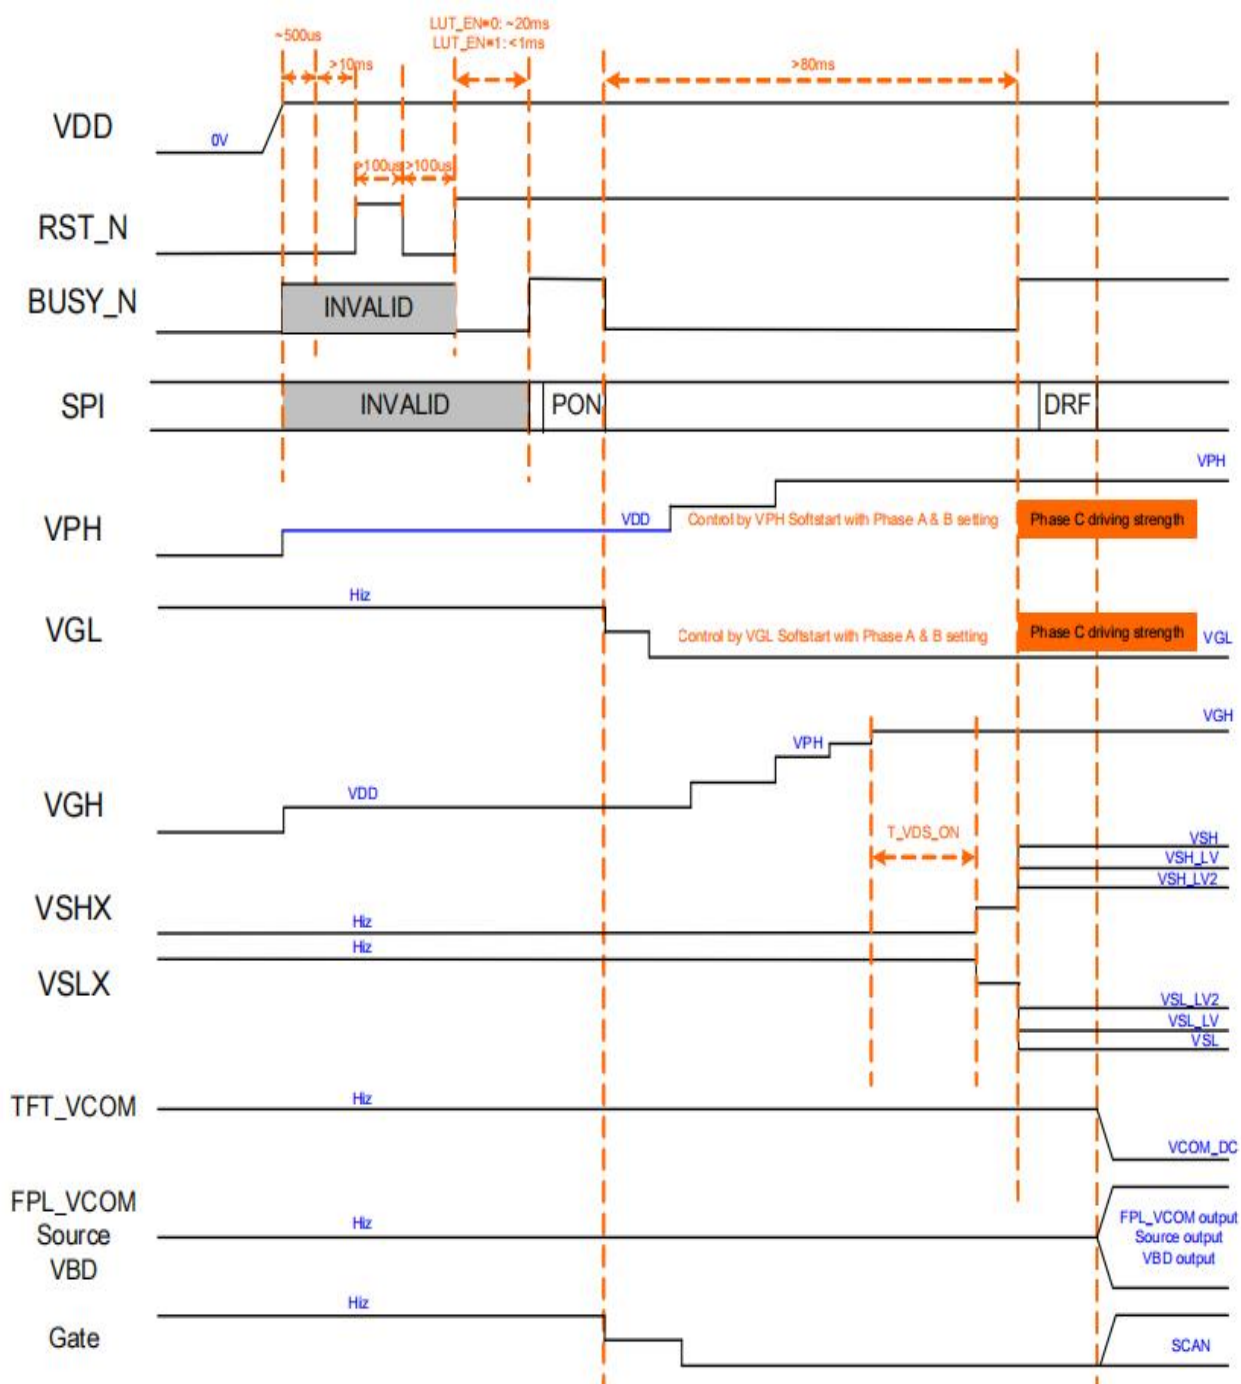 LUT_EN=0: ~20ms
~500us
LUT_EN=1: <1ms
>10ms
>80ms
VDD
0V
>100us
>100us
RST_N
BUSY_N
INVALID
SPI
INVALID
PON
DRF
VPH
VPH
VDD
Control by VPH Softstart with Phase A & B setting
Phase C driving strength
Hiz
VGL
Control by VGL Softstart with Phase A & B setting
Phase C driving strength
VGL
VGH
VPH
VGH
VDD
T_VDS_ON
VSH
VSH_LV
VSH_LV2
VSHX
Hiz
Hiz
VSLX
VSL_LV2
VSL_LV
VSL
TFT_VCOM
Hiz
VCOM_DC
FPL_VCOM
Source
VBD
Hiz
FPL_VCOM output
Source output
VBD output
Hiz
Gate
SCAN